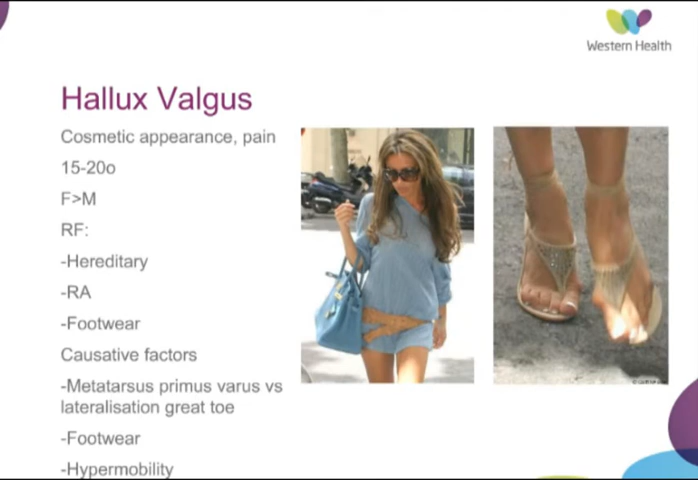 Western Health
Hallux Valgus
Cosmetic appearance, pain
15-20o
F>M
RF:
-Hereditary
-RA
-Footwear
Causative factors
-Metatarsus primus varus vs
lateralisation great toe
-Footwear
-Hypermobility